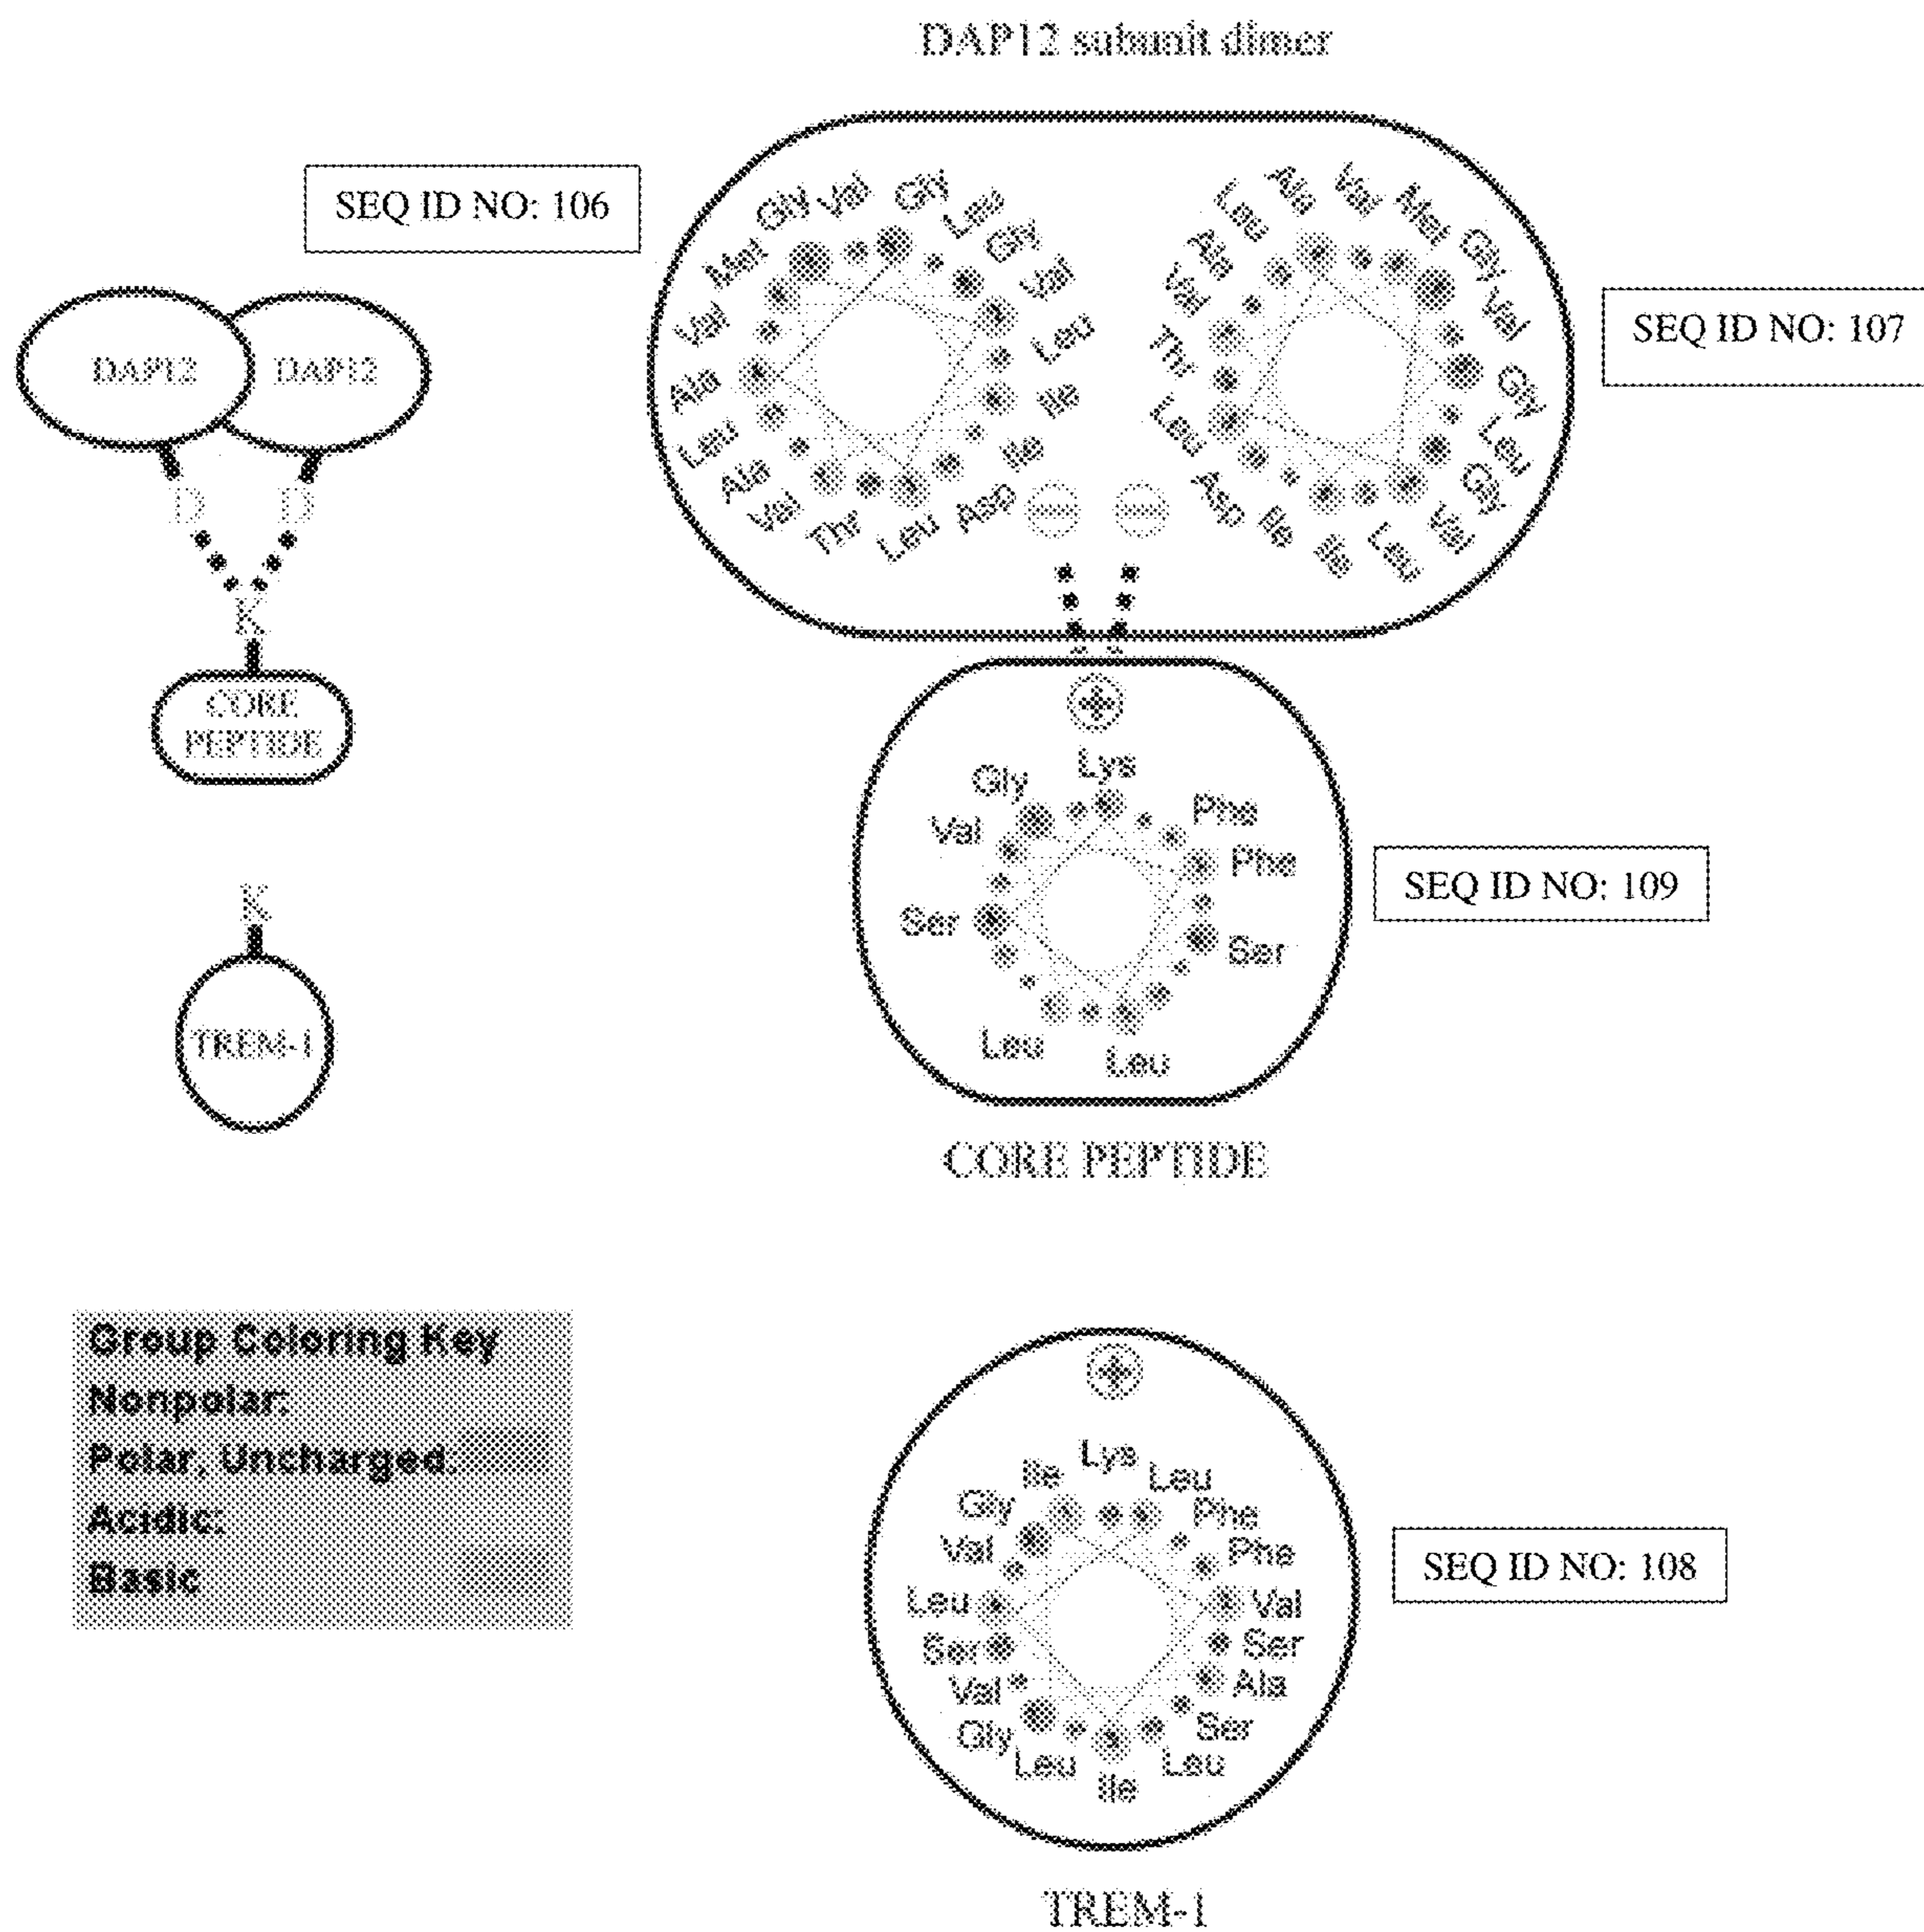 DAP12 subunit dimer
SEQ ID NO: 106
Gly
Val
Gly
Leu
Gly
Val
Leu
Ile
Ile
Asp
Leu
Thr
Val
Ala
Leu
Ala
Val
Met
Leu
Ala
Val
Met
Gly
Val
Gly
Leu
Gly
Val
Leu
Ile
Ile
Asp
Leu
Thr
Val
Ala
SEQ ID NO: 107
DAP12 DAP12
D D
K
CORE
PEPTIDE
Lys
Gly
Phe
Val
Phe
Ser
Ser
Leu
Leu
SEQ ID NO: 109
K
TREM-1
CORE PEPTIDE
Group Coloring Key
Nonpolar:
Polar, Uncharged:
Acidic:
Basic
Lys
Ile
Leu
Gly
Phe
Val
Phe
Leu
Val
Ser
Ser
Val
Ala
Gly
Ser
Leu
Leu
Ile
SEQ ID NO: 108
TREM-1